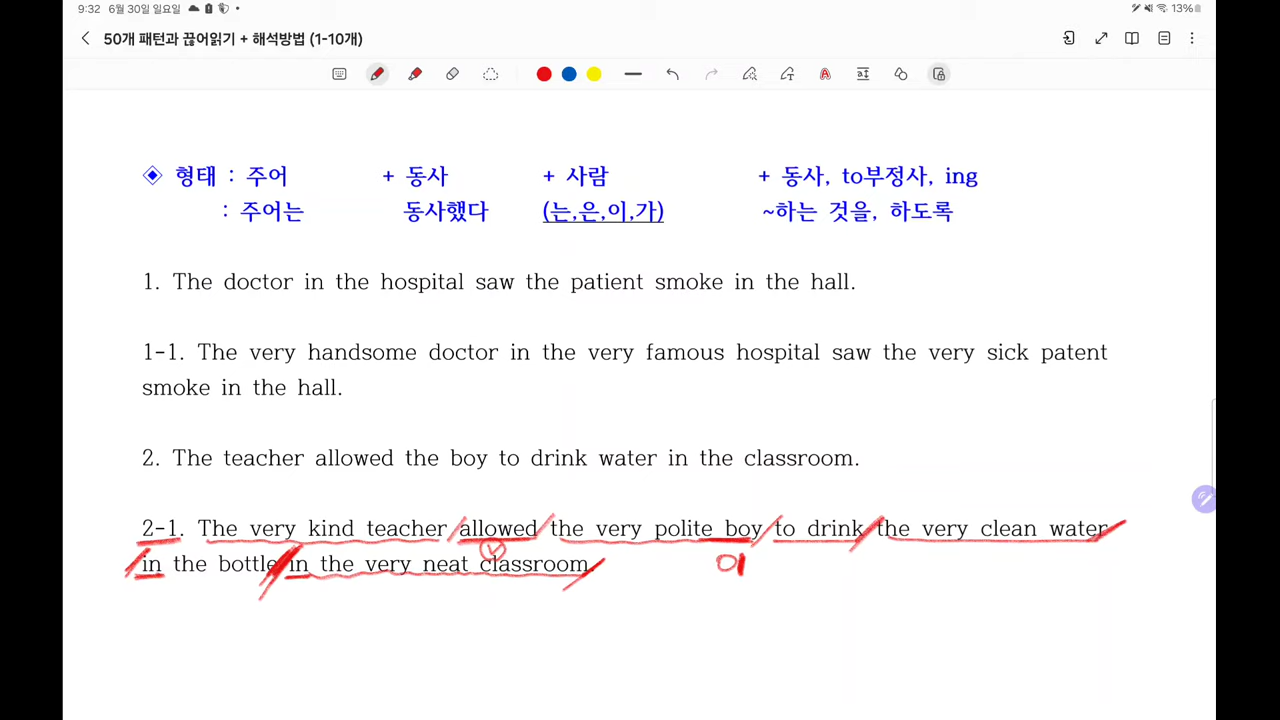 9:32 6월 30일 일요일
13%
50개 패턴과 끊어읽기 + 해석방법 (1-10개)
◈ 형태 : 주어 + 동사 + 사람 + 동사, to부정사, ing
: 주어는 동사했다 (는,은,이,가) ~하는 것을, 하도록
1. The doctor in the hospital saw the patient smoke in the hall.
1-1. The very handsome doctor in the very famous hospital saw the very sick patent
smoke in the hall.
2. The teacher allowed the boy to drink water in the classroom.
2-1. The very kind teacher allowed the very polite boy to drink the very clean water
in the bottle in the very neat classroom.
이